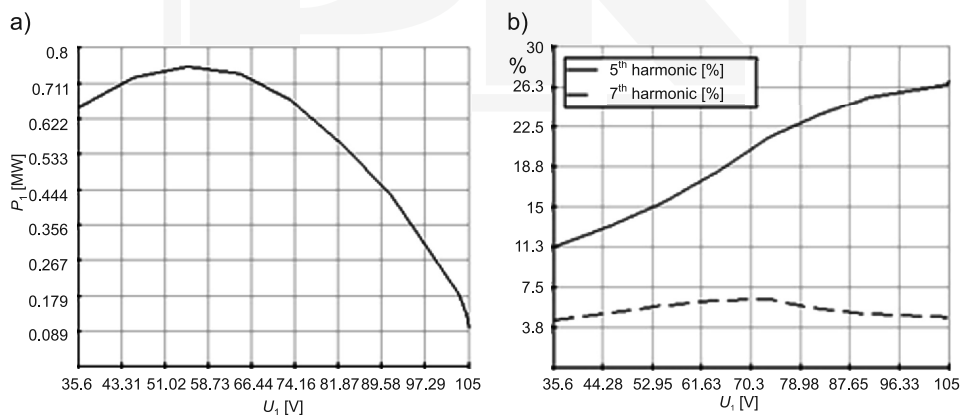 a)
0.8
0.711
0.622
0.533
0.444
0.356
0.267
0.179
0.089
P1 [MW]
35.6 43.31 51.02 58.73 66.44 74.16 81.87 89.58 97.29 105
U1 [V]
b)
30
%
26.3
22.5
18.8
15
11.3
7.5
3.8
5th harmonic [%]
7th harmonic [%]
35.6 44.28 52.95 61.63 70.3 78.98 87.65 96.33 105
U1 [V]